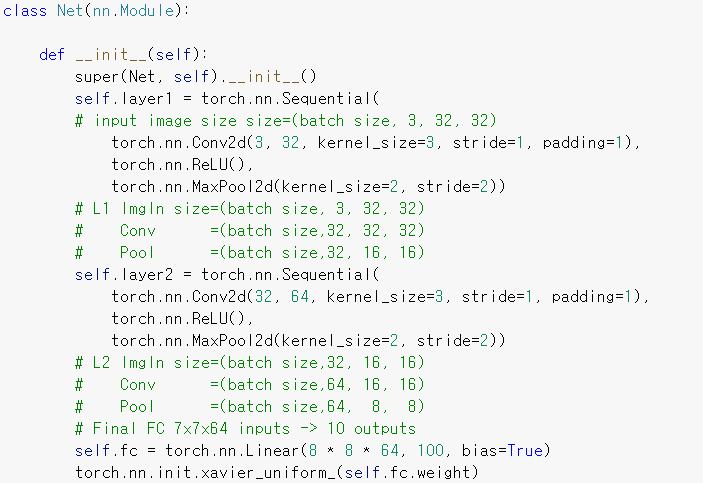 class Net(nn.Module):
def __init__(self):
super(Net, self).__init__()
self.layer1 = torch.nn.Sequential(
# input image size size=(batch size, 3, 32, 32)
torch.nn.Conv2d(3, 32, kernel_size=3, stride=1, padding=1),
torch.nn.ReLU(),
torch.nn.MaxPool2d(kernel_size=2, stride=2))
# L1 ImgIn size=(batch size, 3, 32, 32)
#    Conv      =(batch size,32, 32, 32)
#    Pool      =(batch size,32, 16, 16)
self.layer2 = torch.nn.Sequential(
torch.nn.Conv2d(32, 64, kernel_size=3, stride=1, padding=1),
torch.nn.ReLU(),
torch.nn.MaxPool2d(kernel_size=2, stride=2))
# L2 ImgIn size=(batch size,32, 16, 16)
#    Conv      =(batch size,64, 16, 16)
#    Pool      =(batch size,64,  8,  8)
# Final FC 7x7x64 inputs -> 10 outputs
self.fc = torch.nn.Linear(8 * 8 * 64, 100, bias=True)
torch.nn.init.xavier_uniform_(self.fc.weight)